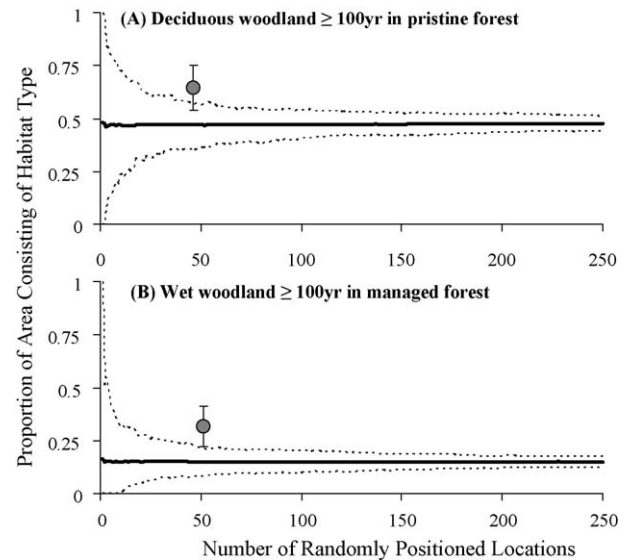 (A) Deciduous woodland ≥ 100yr in pristine forest
1
0.75
0.5
0.25
0
0 50 100 150 200 250
(B) Wet woodland ≥ 100yr in managed forest
1
0.75
0.5
0.25
0
0 50 100 150 200 250
Number of Randomly Positioned Locations
Proportion of Area Consisting of Habitat Type